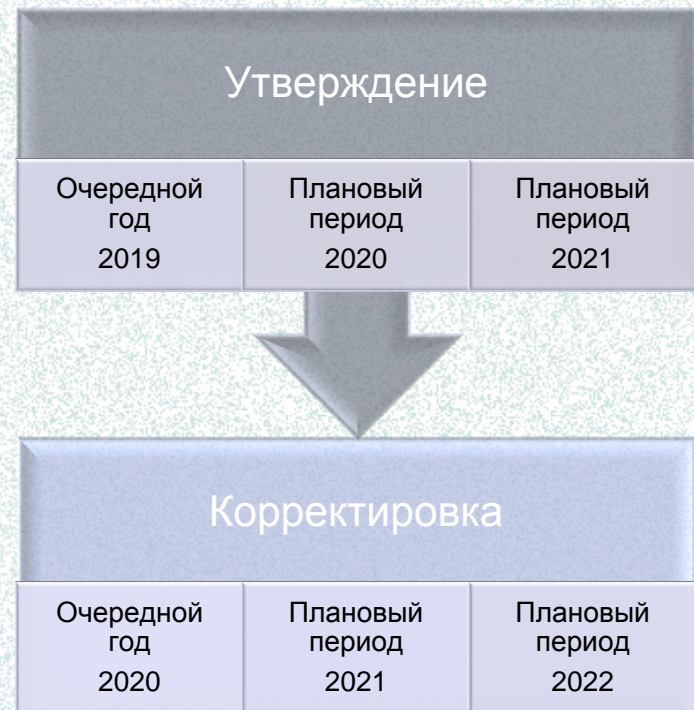 Утверждение
Очередной
год
2019
Плановый
период
2020
Плановый
период
2021
Корректировка
Очередной
год
2020
Плановый
период
2021
Плановый
период
2022